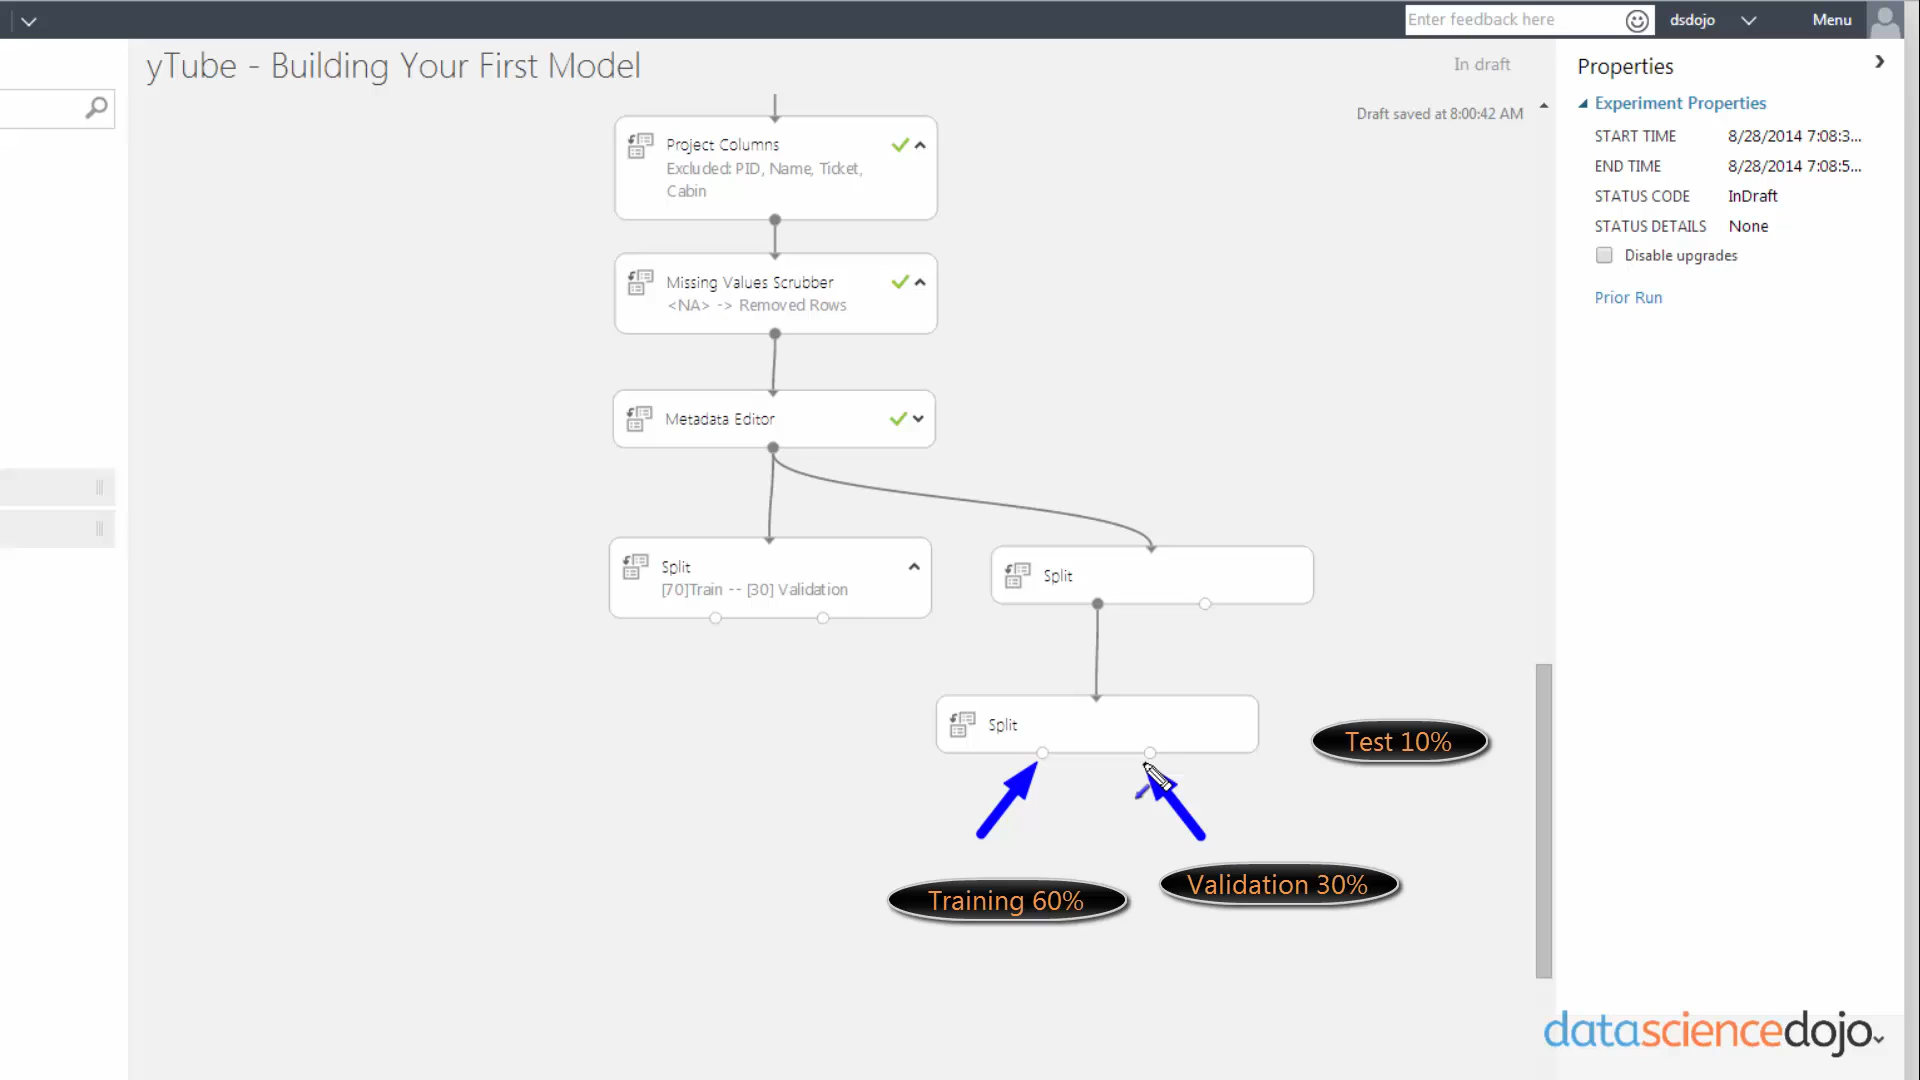 Enter feedback here
dsdojo
Menu
yTube - Building Your First Model
In draft
Draft saved at 8:00:42 AM
Project Columns
Excluded: PID, Name, Ticket,
Cabin
Missing Values Scrubber
<NA> -> Removed Rows
Metadata Editor
Split
[70]Train -- [30] Validation
Split
Split
Test 10%
Training 60%
Validation 30%
Properties
Experiment Properties
START TIME 8/28/2014 7:08:3...
END TIME 8/28/2014 7:08:5...
STATUS CODE InDraft
STATUS DETAILS None
Disable upgrades
Prior Run
datasciencedojo